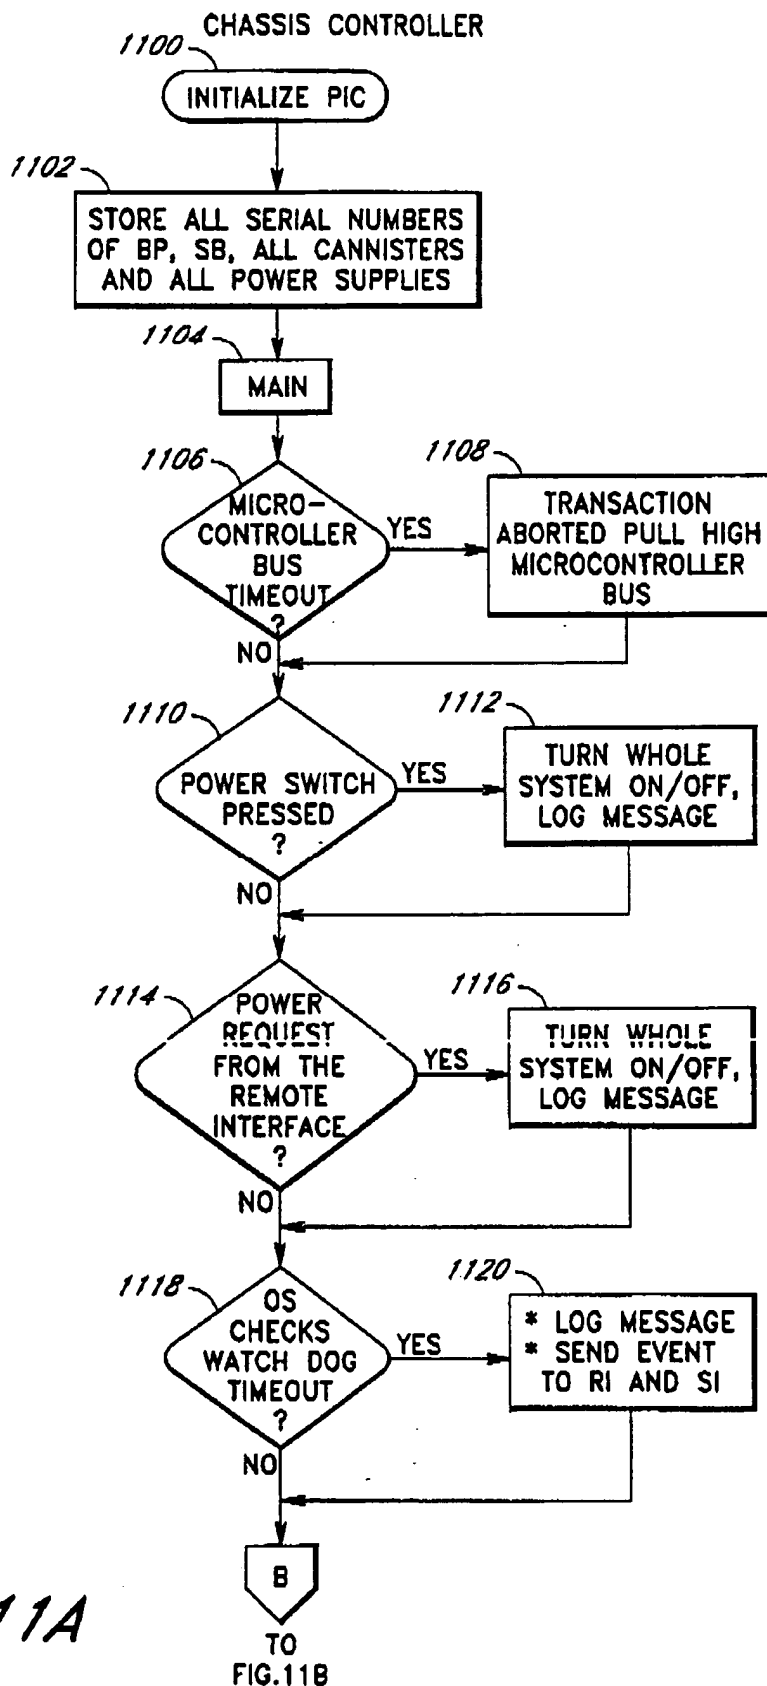 CHASSIS CONTROLLER
1100
INITIALIZE PIC
1102
STORE ALL SERIAL NUMBERS
OF BP, SB, ALL CANNISTERS
AND ALL POWER SUPPLIES
1104
MAIN
1106
MICRO-
CONTROLLER
BUS
TIMEOUT
?
YES
NO
1108
TRANSACTION
ABORTED PULL HIGH
MICROCONTROLLER
BUS
1110
POWER SWITCH
PRESSED
?
YES
NO
1112
TURN WHOLE
SYSTEM ON/OFF,
LOG MESSAGE
1114
POWER
REQUEST
FROM THE
REMOTE
INTERFACE
?
YES
NO
1116
TURN WHOLE
SYSTEM ON/OFF,
LOG MESSAGE
1118
OS
CHECKS
WATCH DOG
TIMEOUT
?
YES
NO
1120
* LOG MESSAGE
* SEND EVENT
TO RI AND SI
B
TO
FIG.11B
11A